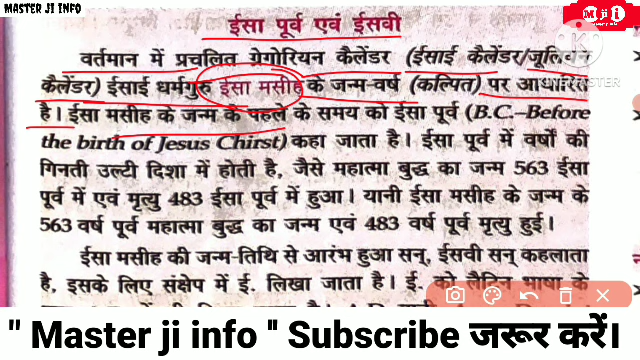 MASTER JI INFO
Mji
ईसा पूर्व एवं ईसवी
वर्तमान में प्रचलित ग्रेगोरियन कैलेंडर (ईसाई कैलेंडर/जूलियन
कैलेंडर) ईसाई धर्मगुरु ईसा मसीह के जन्म-वर्ष (कल्पित) पर आधारित
है। ईसा मसीह के जन्म के पहले के समय को ईसा पूर्व (B.C.–Before
the birth of Jesus Chirst) कहा जाता है। ईसा पूर्व में वर्षों की
गिनती उल्टी दिशा में होती है, जैसे महात्मा बुद्ध का जन्म 563 ईसा
पूर्व में एवं मृत्यु 483 ईसा पूर्व में हुआ। यानी ईसा मसीह के जन्म के
563 वर्ष पूर्व महात्मा बुद्ध का जन्म एवं 483 वर्ष पूर्व मृत्यु हुई।
ईसा मसीह की जन्म-तिथि से आरंभ हुआ सन्, ईसवी सन् कहलाता
है, इसके लिए संक्षेप में ई. लिखा जाता है। ई. को लैटिन भाषा के
" Master ji info " Subscribe जरूर करें।